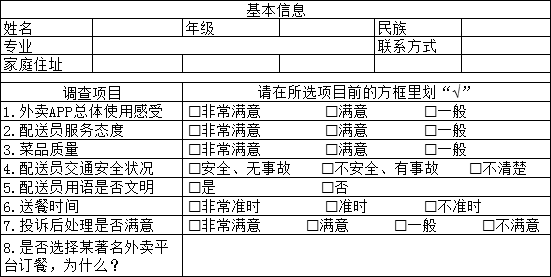 基本信息
姓名 年级 民族
专业 联系方式
家庭住址
调查项目 请在所选项目前的方框里划“√”
1.外卖APP总体使用感受 □非常满意 □满意 □一般
2.配送员服务态度 □非常满意 □满意 □一般
3.菜品质量 □非常满意 □满意 □一般
4.配送员交通安全状况 □安全、无事故 □不安全、有事故 □不清楚
5.配送员用语是否文明 □是 □否
6.送餐时间 □非常准时 □准时 □不准时
7.投诉后处理是否满意 □非常满意 □满意 □一般 □不满意
8.是否选择某著名外卖平
台订餐，为什么？